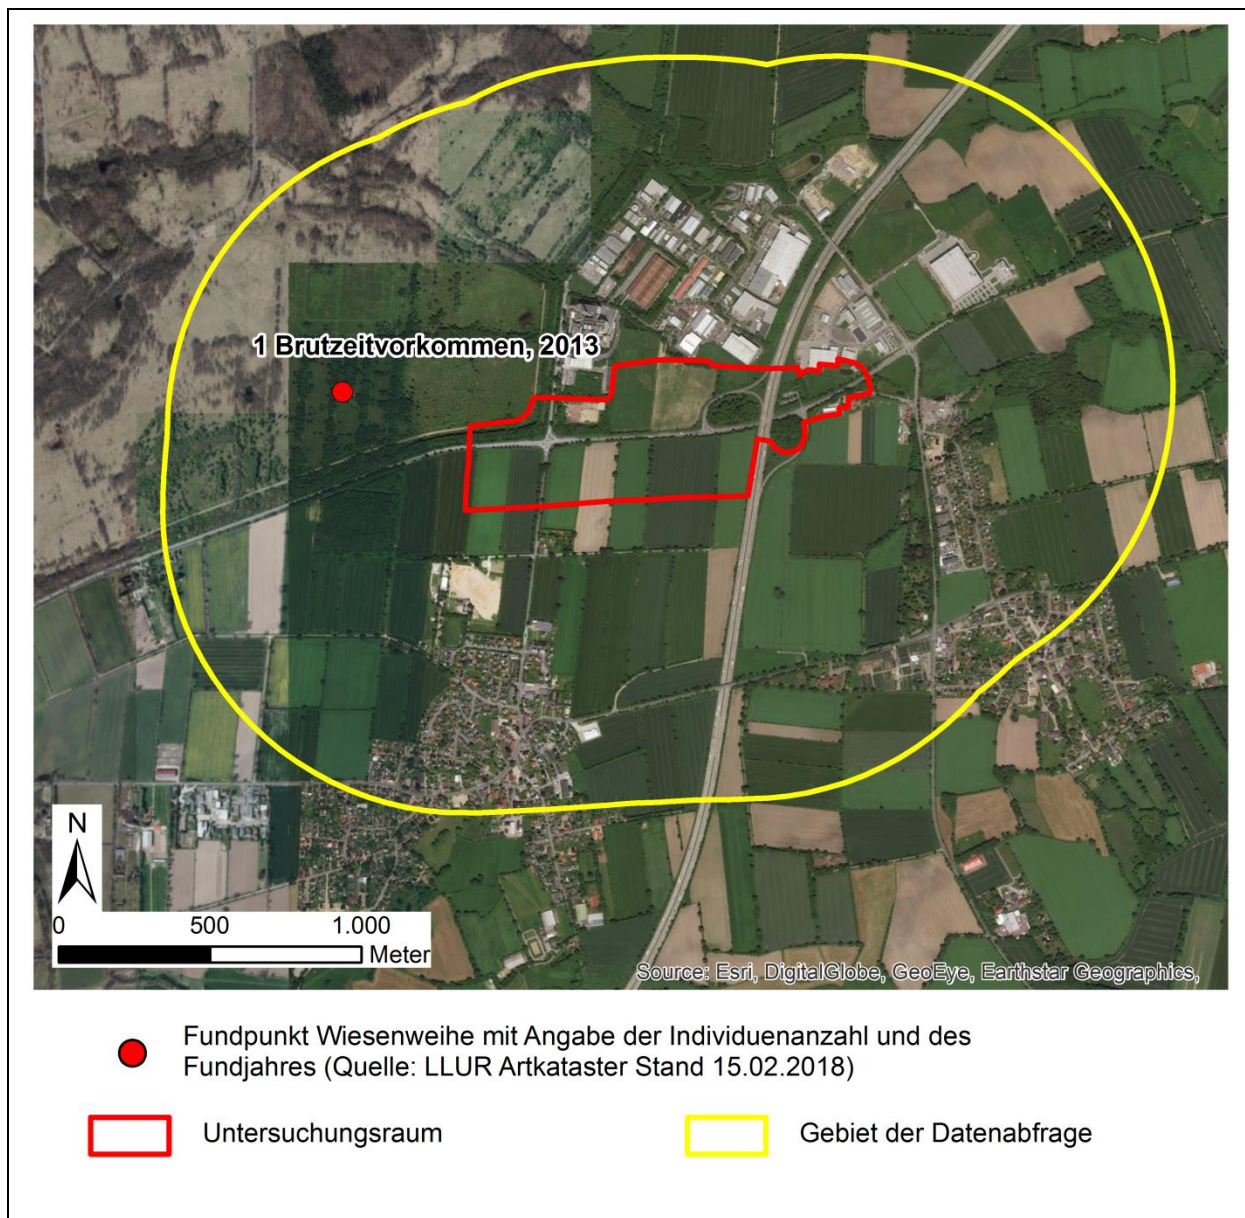 1 Brutzeitvorkommen, 2013
N
0 500 1.000
Meter
Source: Esri, DigitalGlobe, GeoEye, Earthstar Geographics,
Fundpunkt Wiesenweihe mit Angabe der Individuenanzahl und des
Fundjahres (Quelle: LLUR Artkataster Stand 15.02.2018)
Untersuchungsraum
Gebiet der Datenabfrage